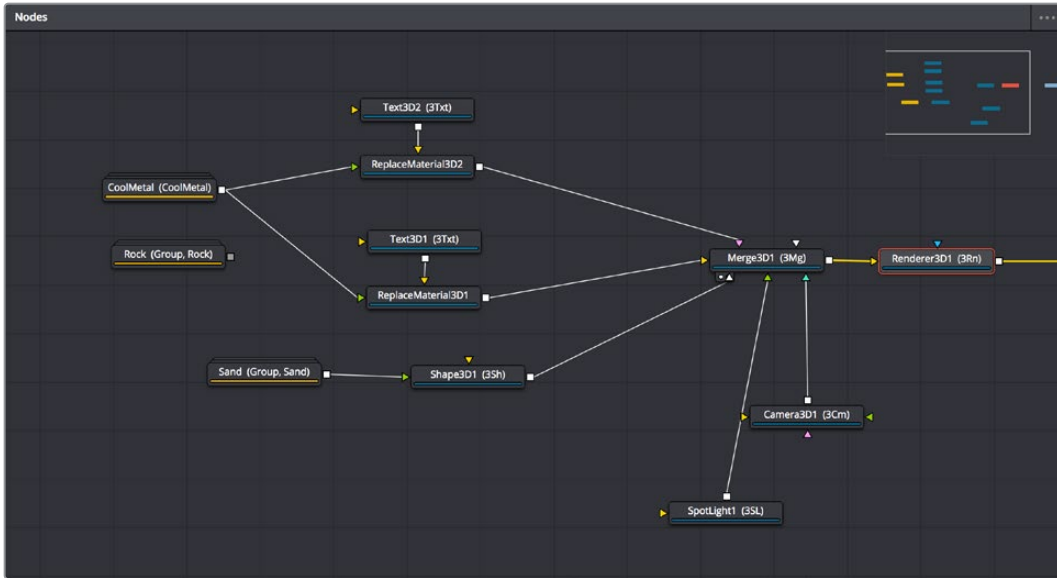 Nodes
Text3D2 (3Txt)
ReplaceMaterial3D2
CoolMetal (CoolMetal)
Text3D1 (3Txt)
Rock (Group, Rock)
Merge3D1 (3Mg)
Renderer3D1 (3Rn)
ReplaceMaterial3D1
Sand (Group, Sand)
Shape3D1 (3Sh)
Camera3D1 (3Cm)
SpotLight1 (3SL)